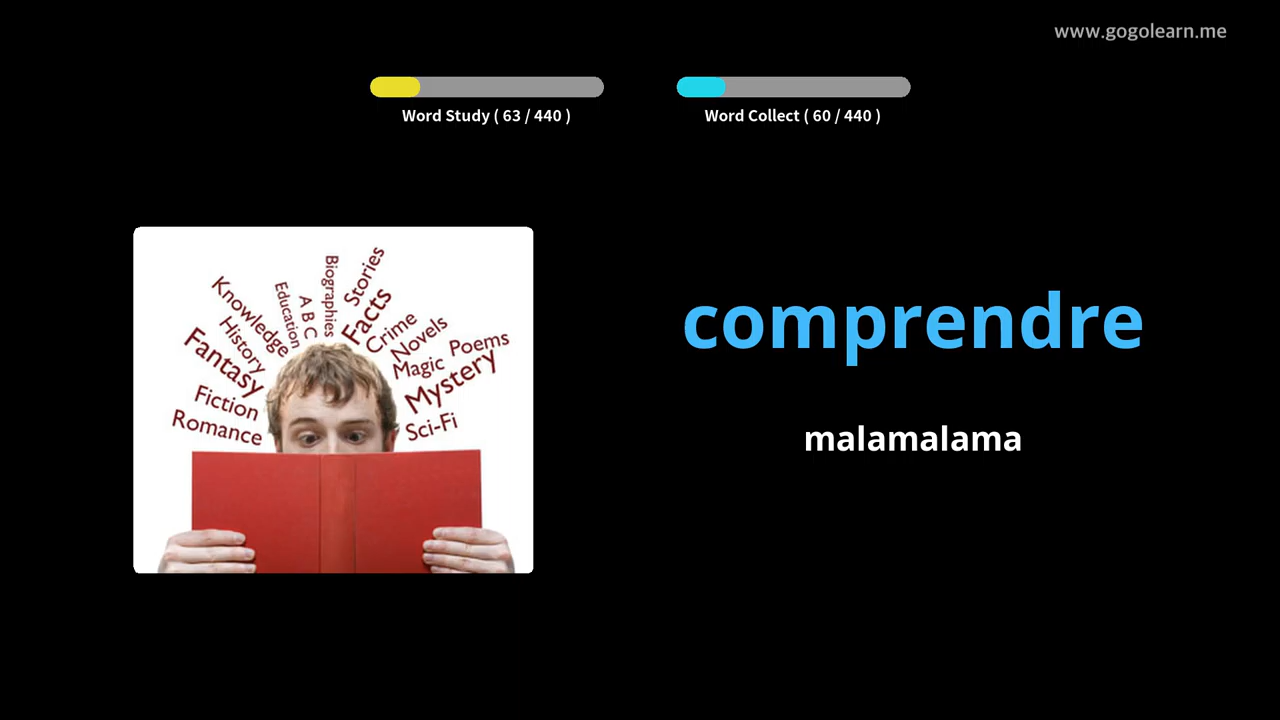 www.gogolearn.me
Word Study ( 63 / 440 )
Word Collect ( 60 / 440 )
Knowledge
History
Fantasy
Fiction
Romance
Education
A B C
Biographies
Stories
Facts
Crime
Novels
Magic
Poems
Mystery
Sci-Fi
comprendre
malamalama